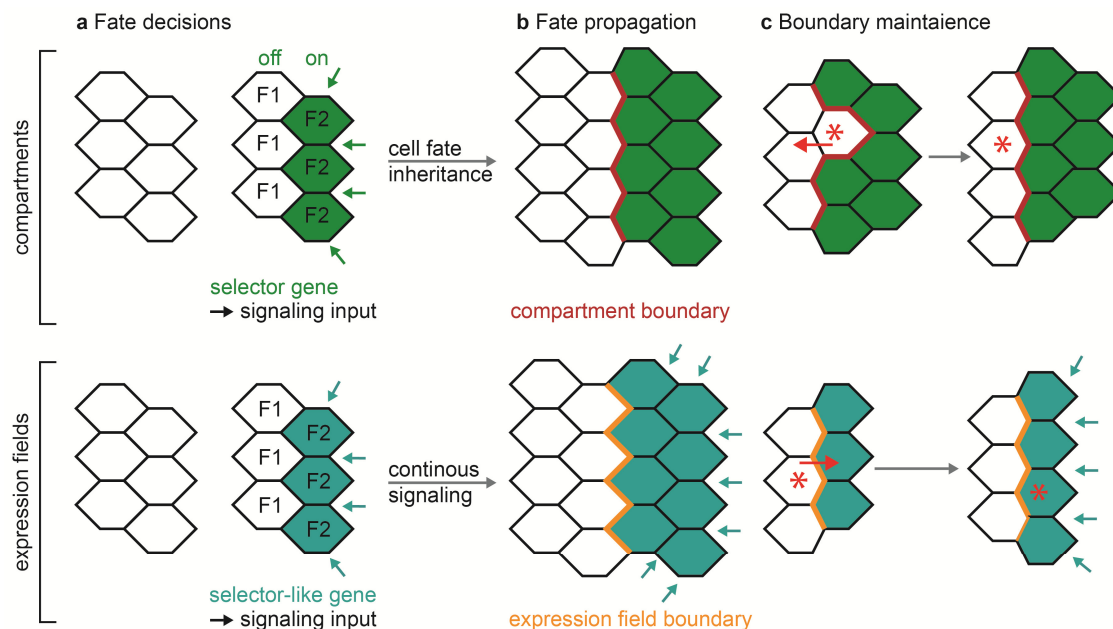 a Fate decisions
b Fate propagation
c Boundary maintaience
compartments
off on
F1
F2
F1
F2
F1
F2
cell fate
inheritance
*
*
selector gene
→ signaling input
compartment boundary
expression fields
F1
F2
F1
F2
F1
F2
continous
signaling
*
*
selector-like gene
→ signaling input
expression field boundary